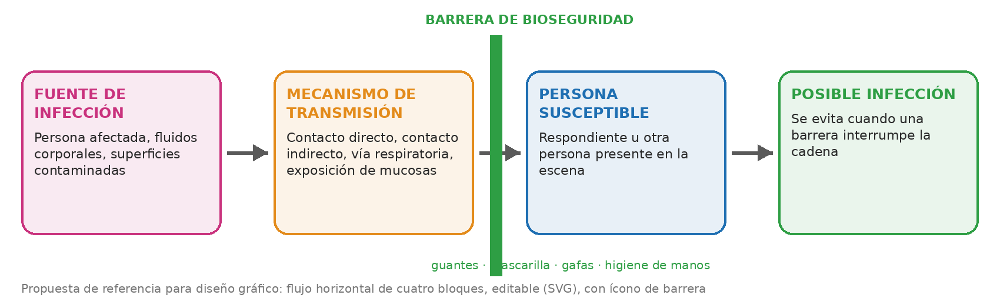 BARRERA DE BIOSEGURIDAD
FUENTE DE
INFECCIÓN
Persona afectada, fluidos
corporales, superficies
contaminadas
MECANISMO DE
TRANSMISIÓN
Contacto directo, contacto
indirecto, vía respiratoria,
exposición de mucosas
PERSONA
SUSCEPTIBLE
Respondiente u otra
persona presente en la
escena
POSIBLE INFECCIÓN
Se evita cuando una
barrera interrumpe la
cadena
guantes · ascarilla · gafas · higiene de manos
Propuesta de referencia para diseño gráfico: flujo horizontal de cuatro bloques, editable (SVG), con ícono de barrera